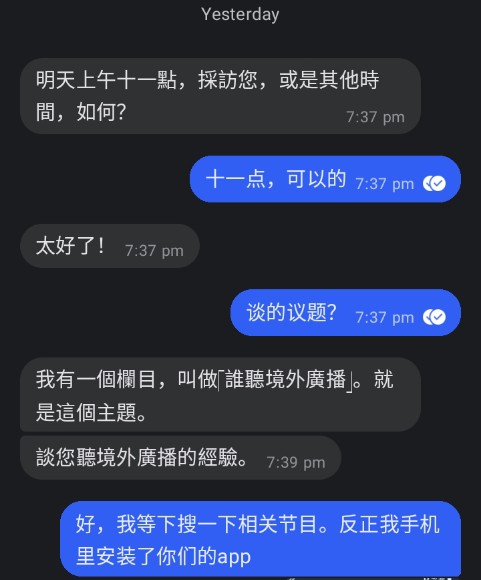 Yesterday
明天上午十一點，採訪您，或是其他時
間，如何？
7:37 pm
十一点，可以的 7:37 pm
太好了！ 7:37 pm
谈的议题？ 7:37 pm
我有一個欄目，叫做「誰聽境外廣播」。就
是這個主題。
談您聽境外廣播的經驗。 7:39 pm
好，我等下搜一下相关节目。反正我手机
里安装了你们的app